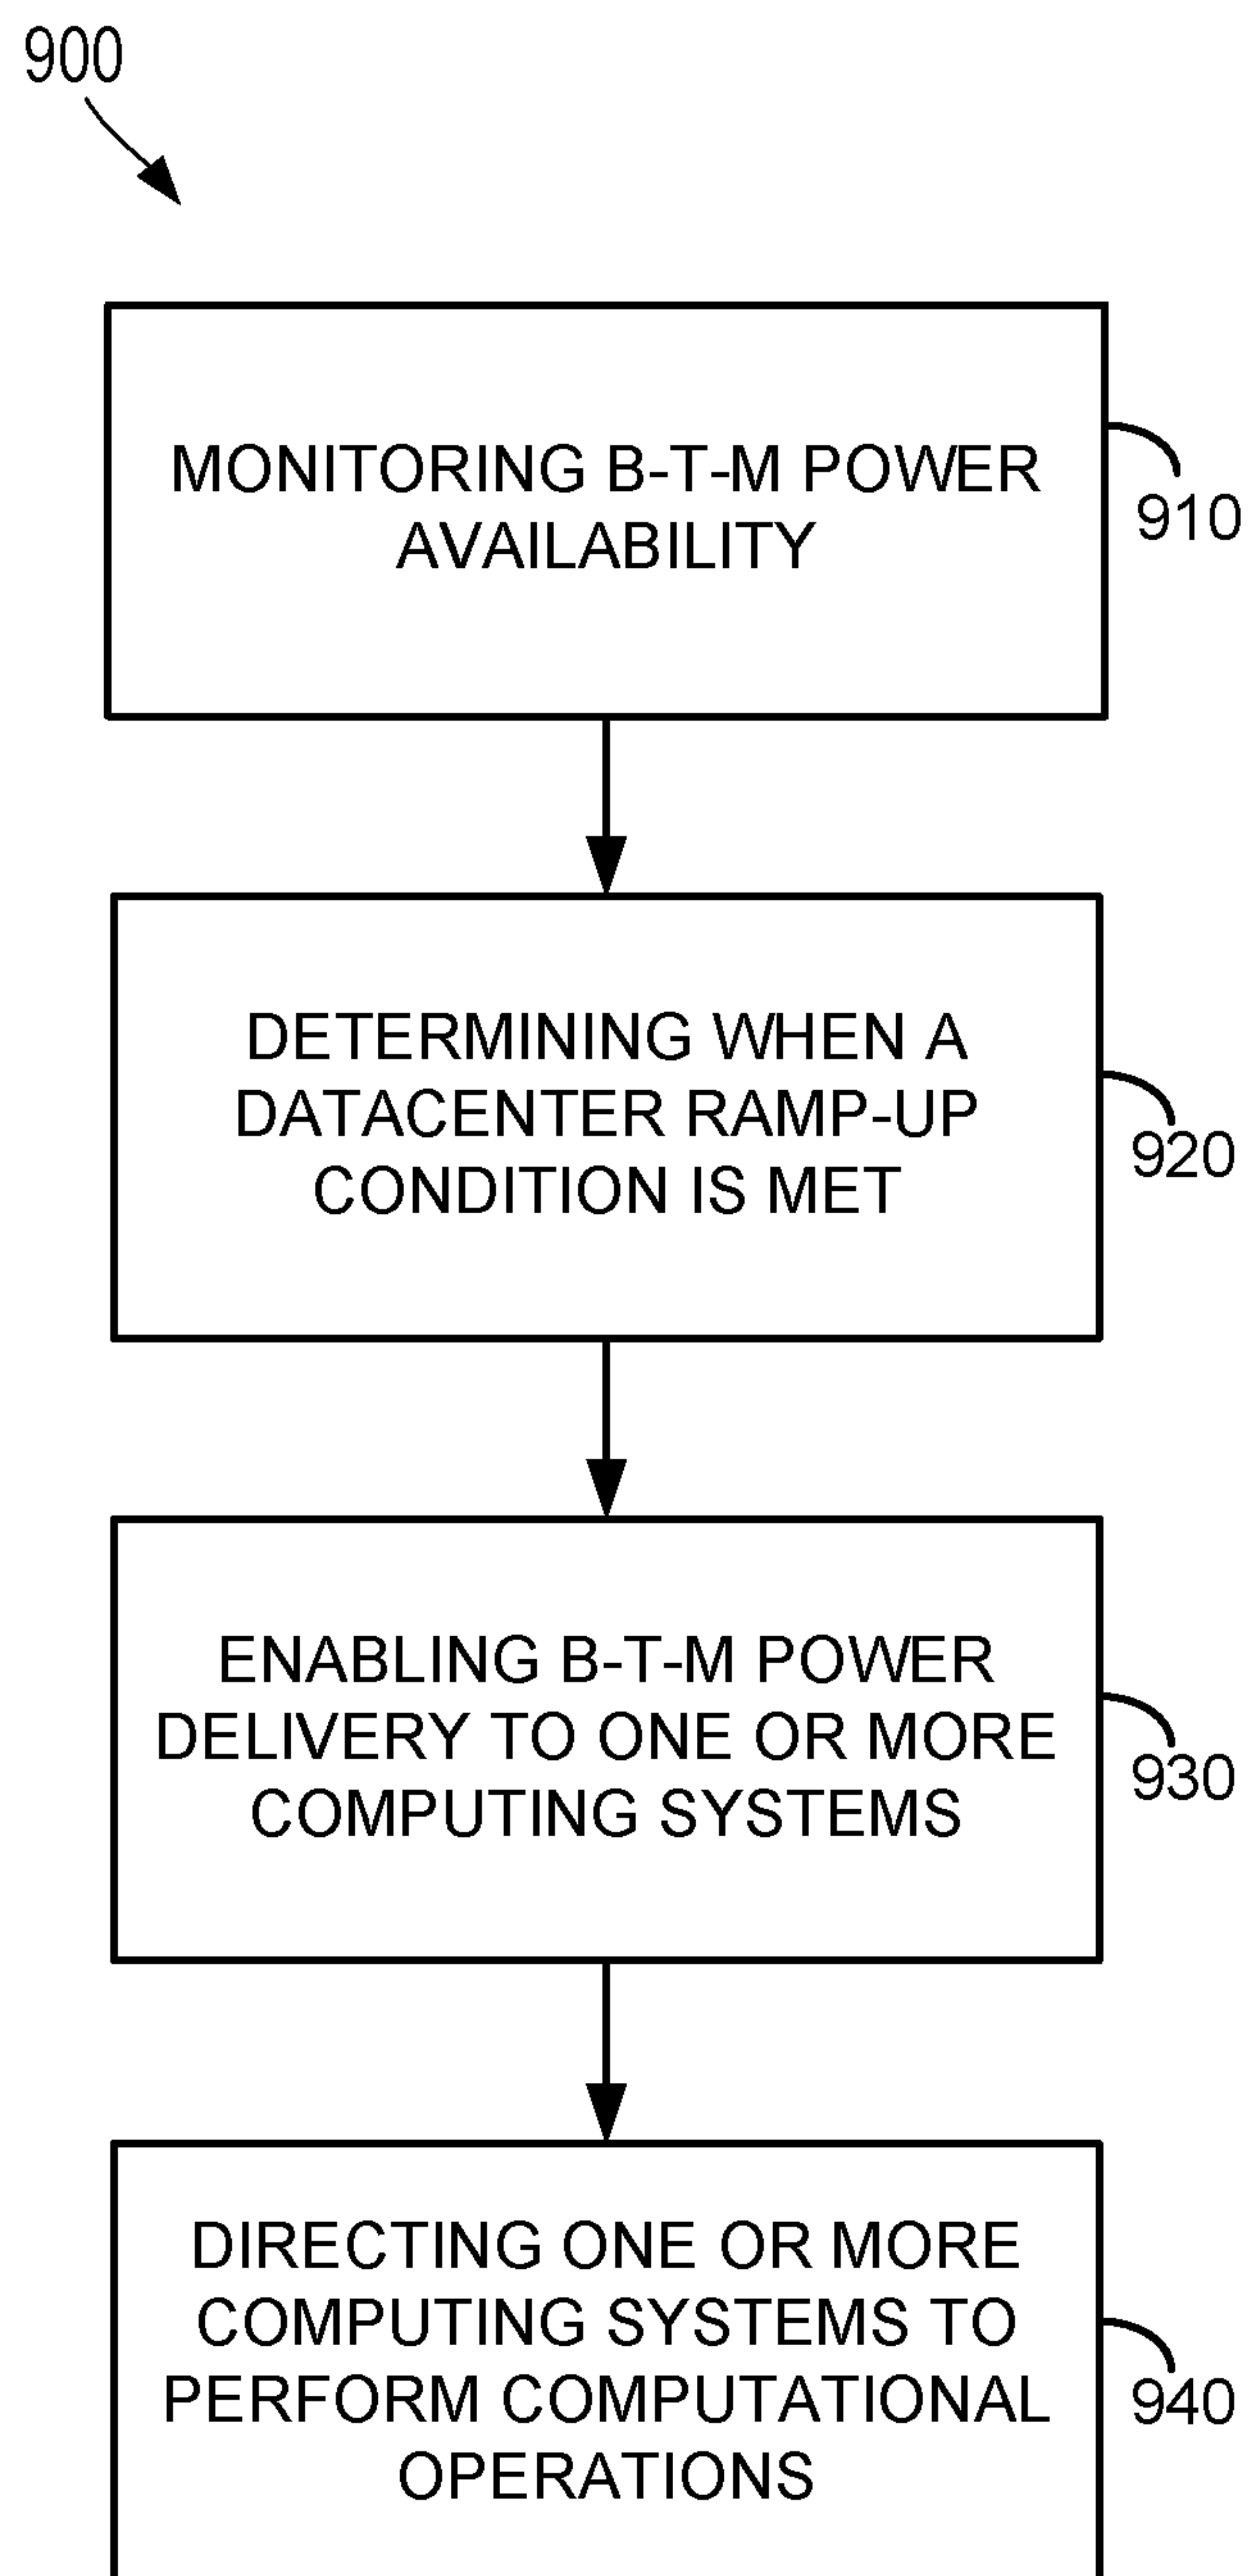 900
MONITORING B-T-M POWER
AVAILABILITY
910
DETERMINING WHEN A
DATACENTER RAMP-UP
CONDITION IS MET
920
ENABLING B-T-M POWER
DELIVERY TO ONE OR MORE
COMPUTING SYSTEMS
930
DIRECTING ONE OR MORE
COMPUTING SYSTEMS TO
PERFORM COMPUTATIONAL
OPERATIONS
940